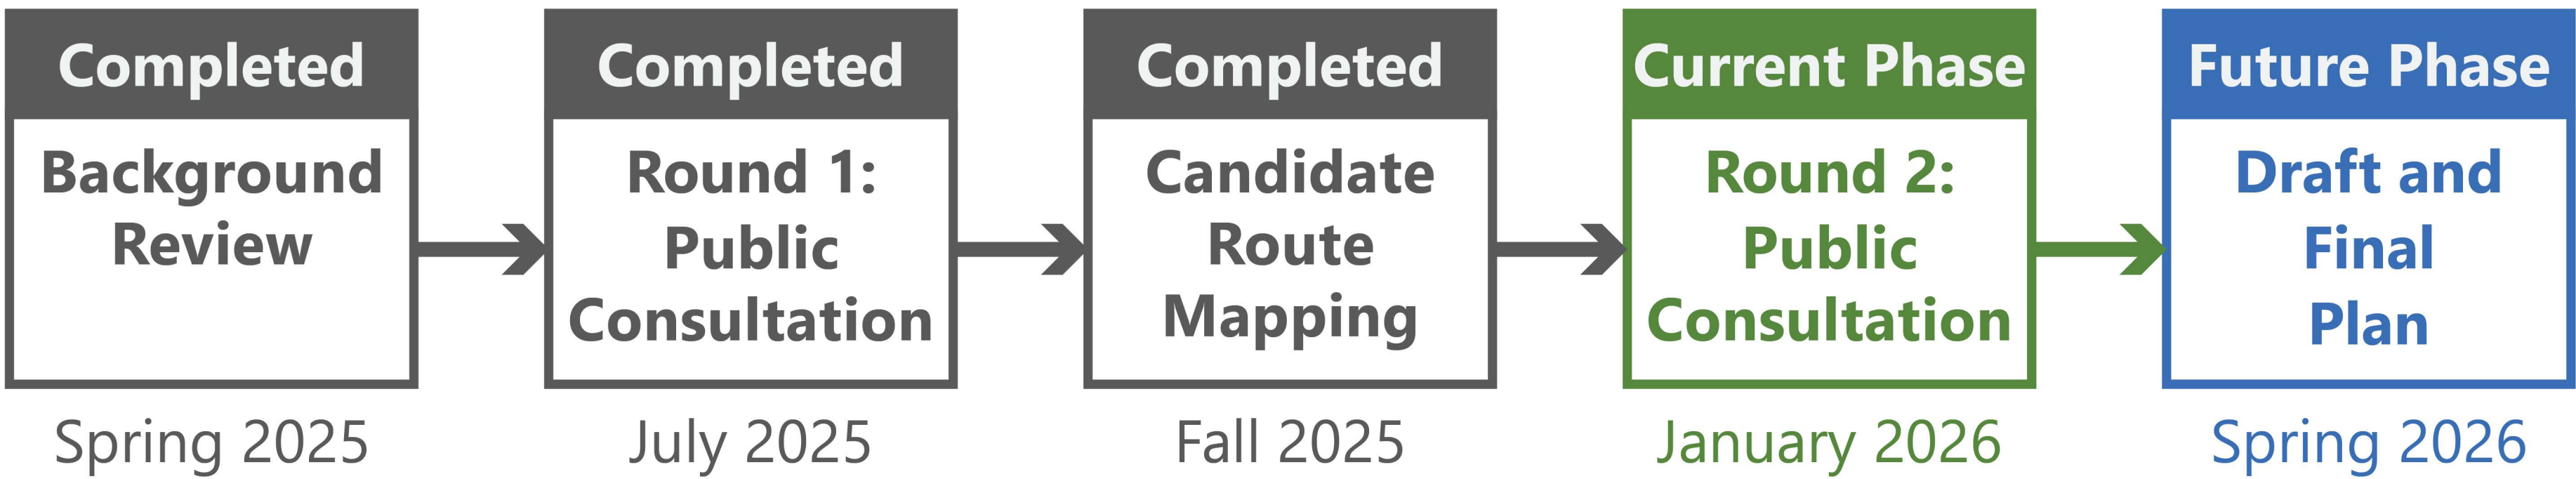 Completed
Background
Review
Spring 2025
Completed
Round 1:
Public
Consultation
July 2025
Completed
Candidate
Route
Mapping
Fall 2025
Current Phase
Round 2:
Public
Consultation
January 2026
Future Phase
Draft and
Final
Plan
Spring 2026